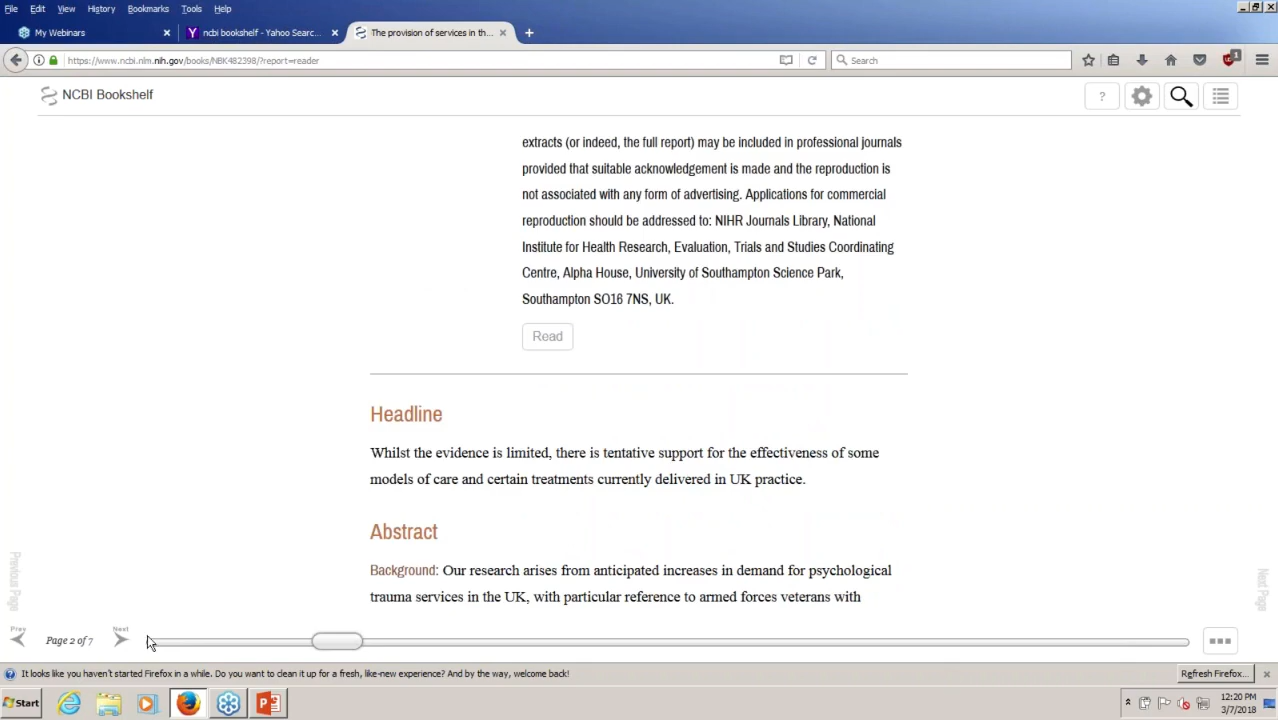 File Edit View History Bookmarks Tools Help
My Webinars × ncbi bookshelf - Yahoo Searc... × The provision of services in th... × +
https://www.ncbi.nlm.nih.gov/books/NBK482398/?report=reader Search 1
NCBI Bookshelf ?
extracts (or indeed, the full report) may be included in professional journals
provided that suitable acknowledgement is made and the reproduction is
not associated with any form of advertising. Applications for commercial
reproduction should be addressed to: NIHR Journals Library, National
Institute for Health Research, Evaluation, Trials and Studies Coordinating
Centre, Alpha House, University of Southampton Science Park,
Southampton SO16 7NS, UK.
Read
Headline
Whilst the evidence is limited, there is tentative support for the effectiveness of some
models of care and certain treatments currently delivered in UK practice.
Abstract
Background: Our research arises from anticipated increases in demand for psychological
trauma services in the UK, with particular reference to armed forces veterans with
Previous Page
Next Page
Prev Page 2 of 7 Next
It looks like you haven't started Firefox in a while. Do you want to clean it up for a fresh, like-new experience? And by the way, welcome back! Refresh Firefox... ×
Start 12:20 PM
3/7/2018